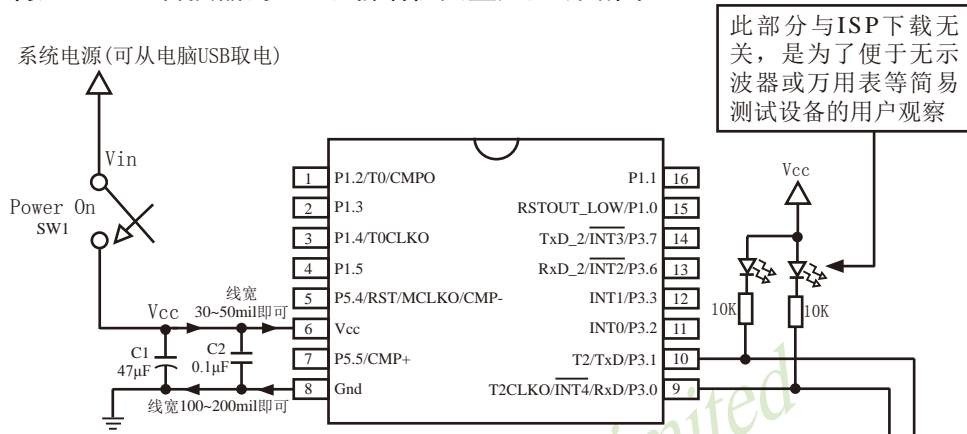 此部分与ISP下载无
关，是为了便于无示
波器或万用表等简易
测试设备的用户观察
系统电源(可从电脑USB取电)
Vin
Power On
SW1
Vcc
线宽
30~50mil即可
C1
47μF
C2
0.1μF
线宽100~200mil即可
1 P1.2/T0/CMPO
2 P1.3
3 P1.4/T0CLKO
4 P1.5
5 P5.4/RST/MCLKO/CMP-
6 Vcc
7 P5.5/CMP+
8 Gnd
P1.1 16
RSTOUT_LOW/P1.0 15
TxD_2/INT3/P3.7 14
RxD_2/INT2/P3.6 13
INT1/P3.3 12
INT0/P3.2 11
T2/TxD/P3.1 10
T2CLKO/INT4/RxD/P3.0 9
Vcc
10K
10K
mited